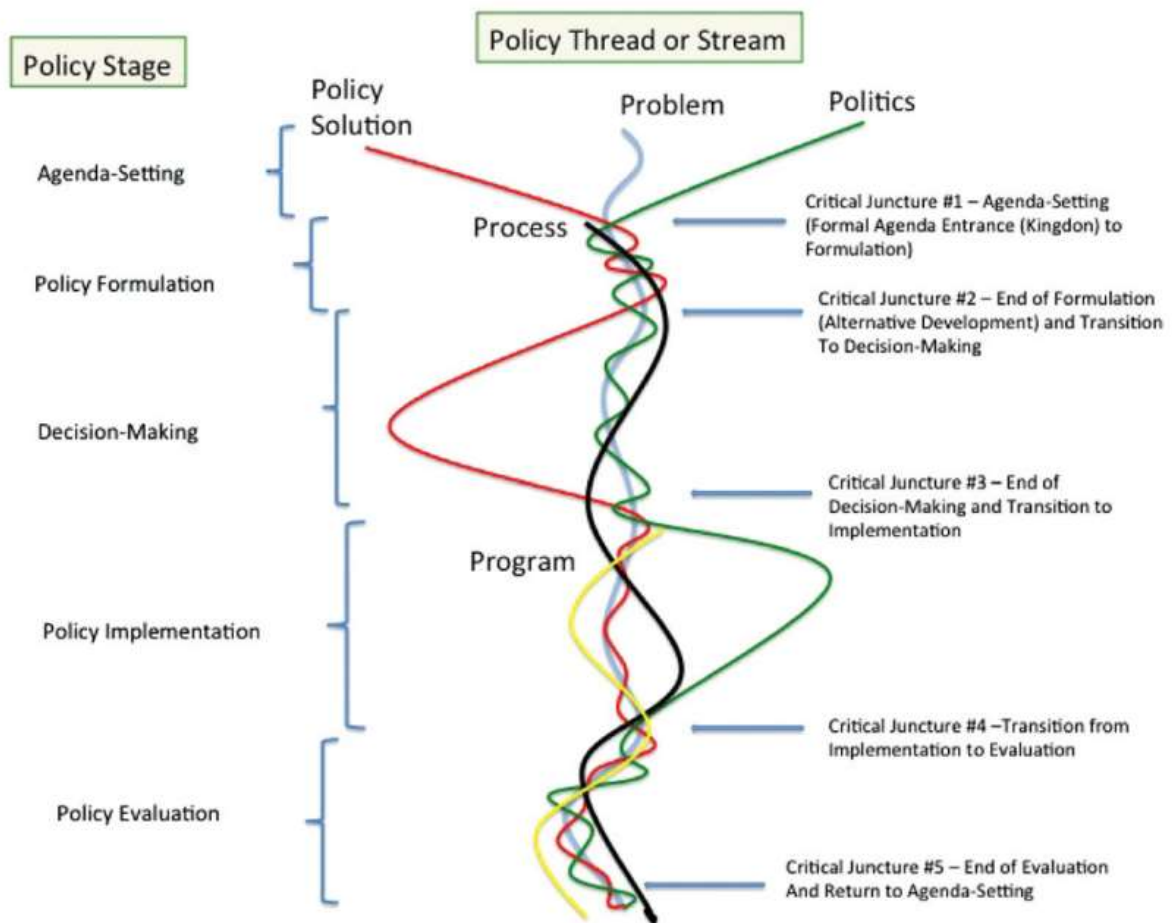 Policy Stage
Policy Thread or Stream
Policy
Solution
Problem
Politics
Agenda-Setting
Critical Juncture #1 – Agenda-Setting
(Formal Agenda Entrance (Kingdon) to
Formulation)
Process
Policy Formulation
Critical Juncture #2 – End of Formulation
(Alternative Development) and Transition
To Decision-Making
Decision-Making
Critical Juncture #3 – End of
Decision-Making and Transition to
Implementation
Program
Policy Implementation
Critical Juncture #4 –Transition from
Implementation to Evaluation
Policy Evaluation
Critical Juncture #5 – End of Evaluation
And Return to Agenda-Setting